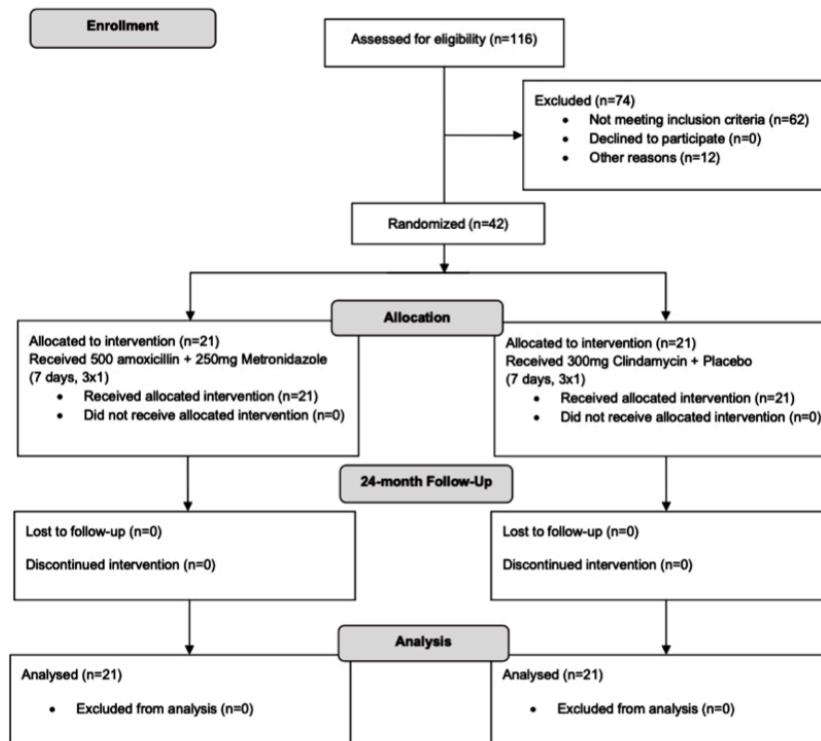 Enrollment
Assessed for eligibility (n=116)
Excluded (n=74)
• Not meeting inclusion criteria (n=62)
• Declined to participate (n=0)
• Other reasons (n=12)
Randomized (n=42)
Allocation
Allocated to intervention (n=21)
Received 500 amoxicillin + 250mg Metronidazole
(7 days, 3x1)
• Received allocated intervention (n=21)
• Did not receive allocated intervention (n=0)
Allocated to intervention (n=21)
Received 300mg Clindamycin + Placebo
(7 days, 3x1)
• Received allocated intervention (n=21)
• Did not receive allocated intervention (n=0)
24-month Follow-Up
Lost to follow-up (n=0)
Discontinued intervention (n=0)
Lost to follow-up (n=0)
Discontinued intervention (n=0)
Analysis
Analysed (n=21)
• Excluded from analysis (n=0)
Analysed (n=21)
• Excluded from analysis (n=0)